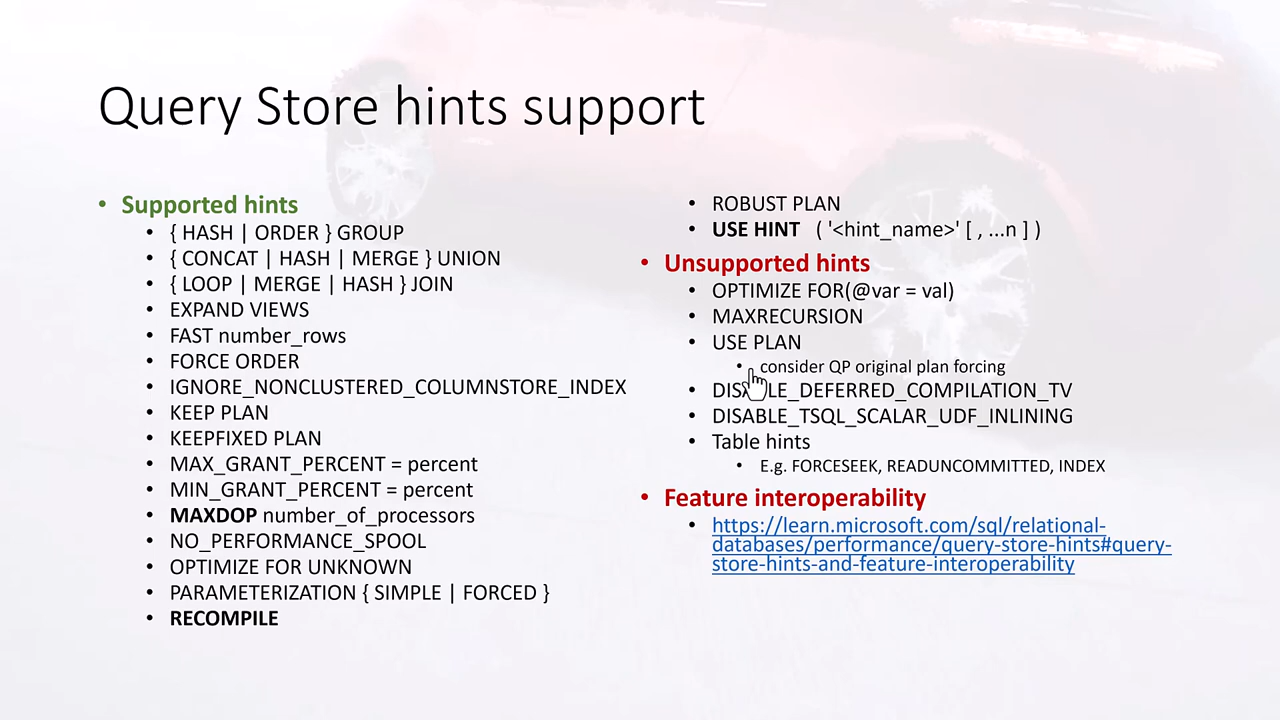 Query Store hints support
• Supported hints
• { HASH | ORDER } GROUP
• { CONCAT | HASH | MERGE } UNION
• { LOOP | MERGE | HASH } JOIN
• EXPAND VIEWS
• FAST number_rows
• FORCE ORDER
• IGNORE_NONCLUSTERED_COLUMNSTORE_INDEX
• KEEP PLAN
• KEEPFIXED PLAN
• MAX_GRANT_PERCENT = percent
• MIN_GRANT_PERCENT = percent
• MAXDOP number_of_processors
• NO_PERFORMANCE_SPOOL
• OPTIMIZE FOR UNKNOWN
• PARAMETERIZATION { SIMPLE | FORCED }
• RECOMPILE
• ROBUST PLAN
• USE HINT ( '<hint_name>' [ , ...n ] )
• Unsupported hints
• OPTIMIZE FOR(@var = val)
• MAXRECURSION
• USE PLAN
• consider QP original plan forcing
• DISABLE_DEFERRED_COMPILATION_TV
• DISABLE_TSQL_SCALAR_UDF_INLINING
• Table hints
• E.g. FORCESEEK, READUNCOMMITTED, INDEX
• Feature interoperability
• https://learn.microsoft.com/sql/relational-
databases/performance/query-store-hints#query-
store-hints-and-feature-interoperability